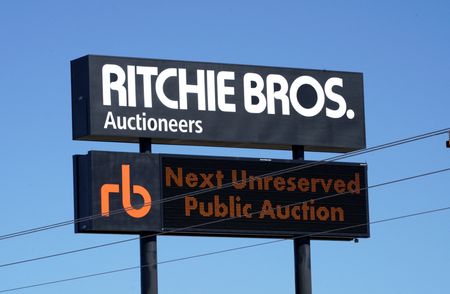 RITCHIE BROS.
Auctioneers
rb
Next Unreserved
Public Auction